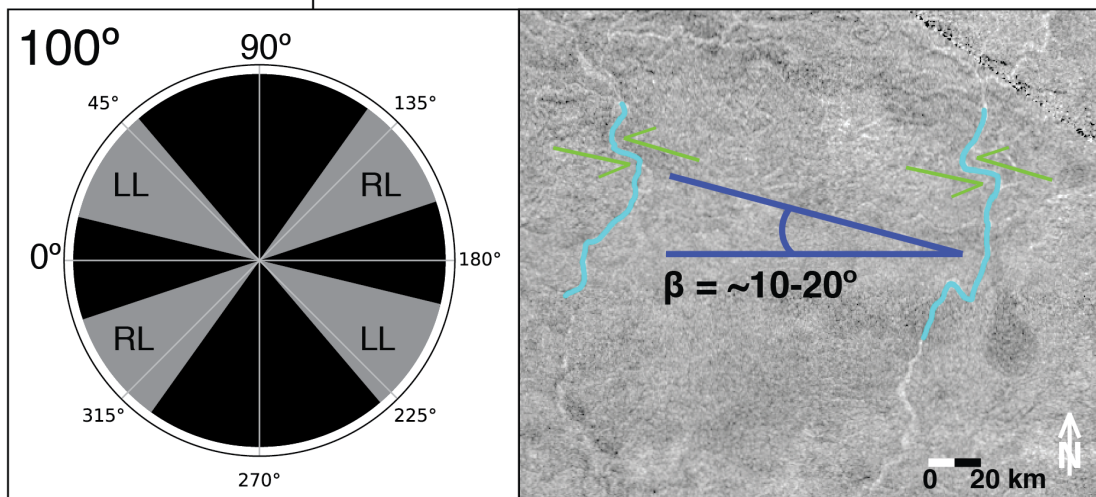 100º
90º
45°
135°
LL
RL
0º
180°
RL
LL
315°
225°
270°
β = ~10-20º
N
0 20 km